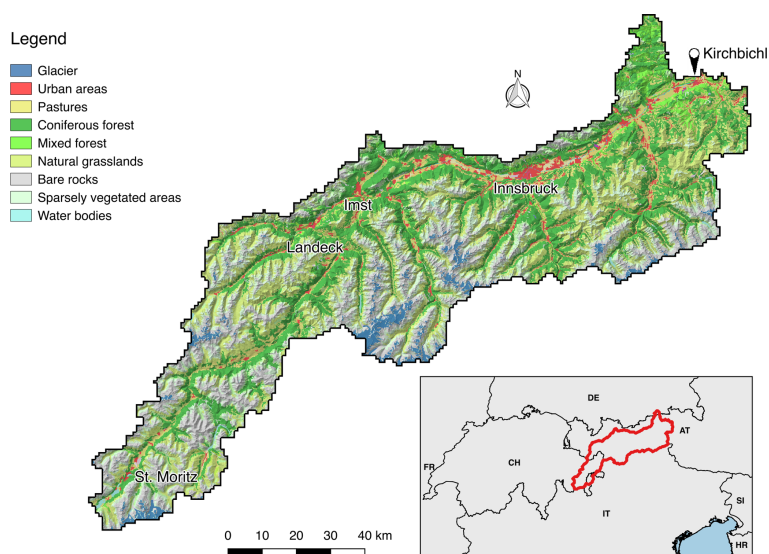 Legend
Glacier
Urban areas
Pastures
Coniferous forest
Mixed forest
Natural grasslands
Bare rocks
Sparsely vegetated areas
Water bodies
N
Kirchbichl
Innsbruck
Imst
Landeck
St. Moritz
0 10 20 30 40 km
DE
AT
FR
CH
SI
IT
HR